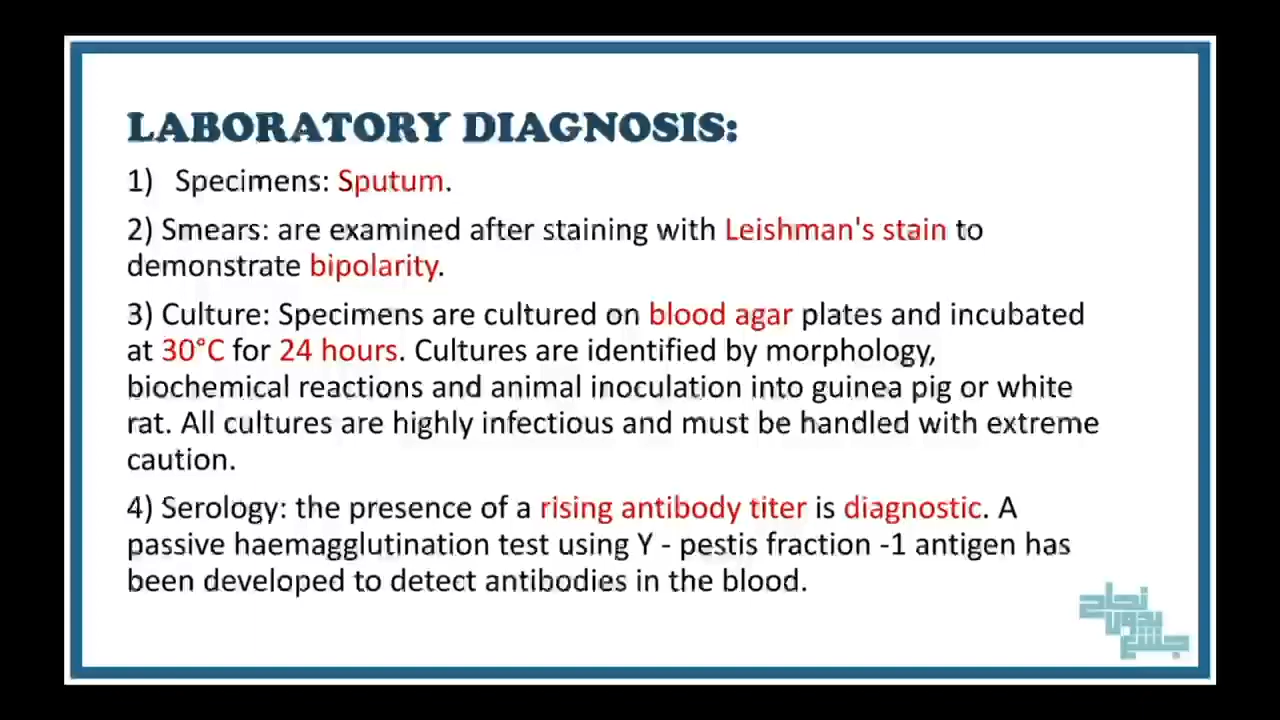 LABORATORY DIAGNOSIS:
1) Specimens: Sputum.
2) Smears: are examined after staining with Leishman's stain to
demonstrate bipolarity.
3) Culture: Specimens are cultured on blood agar plates and incubated
at 30°C for 24 hours. Cultures are identified by morphology,
biochemical reactions and animal inoculation into guinea pig or white
rat. All cultures are highly infectious and must be handled with extreme
caution.
4) Serology: the presence of a rising antibody titer is diagnostic. A
passive haemagglutination test using Y - pestis fraction -1 antigen has
been developed to detect antibodies in the blood.
نجاح
بدون
جشع